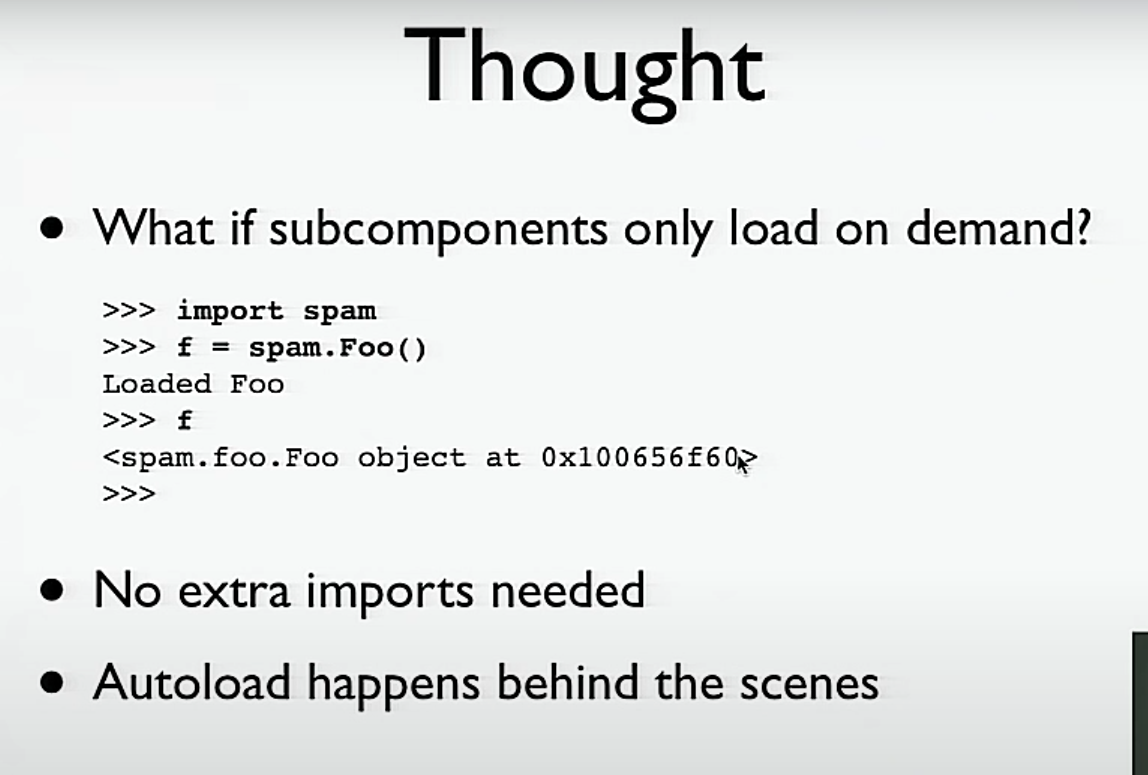 Thought
• What if subcomponents only load on demand?
>>> import spam
>>> f = spam.Foo()
Loaded Foo
>>> f
<spam.foo.Foo object at 0x100656f60>
>>>
• No extra imports needed
• Autoload happens behind the scenes